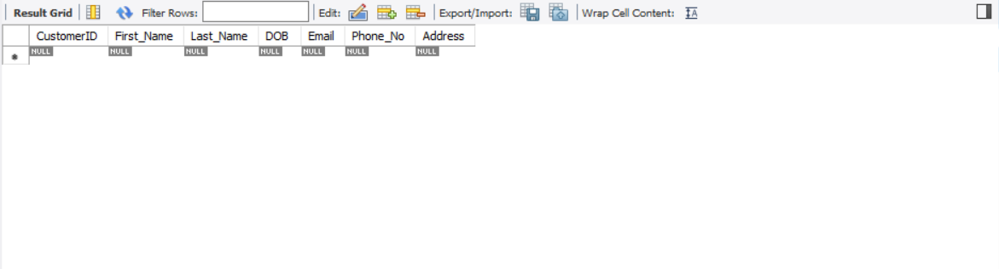 Result Grid Filter Rows: Edit: Export/Import: Wrap Cell Content: IA
CustomerID First_Name Last_Name DOB Email Phone_No Address
* NULL NULL NULL NULL NULL NULL NULL